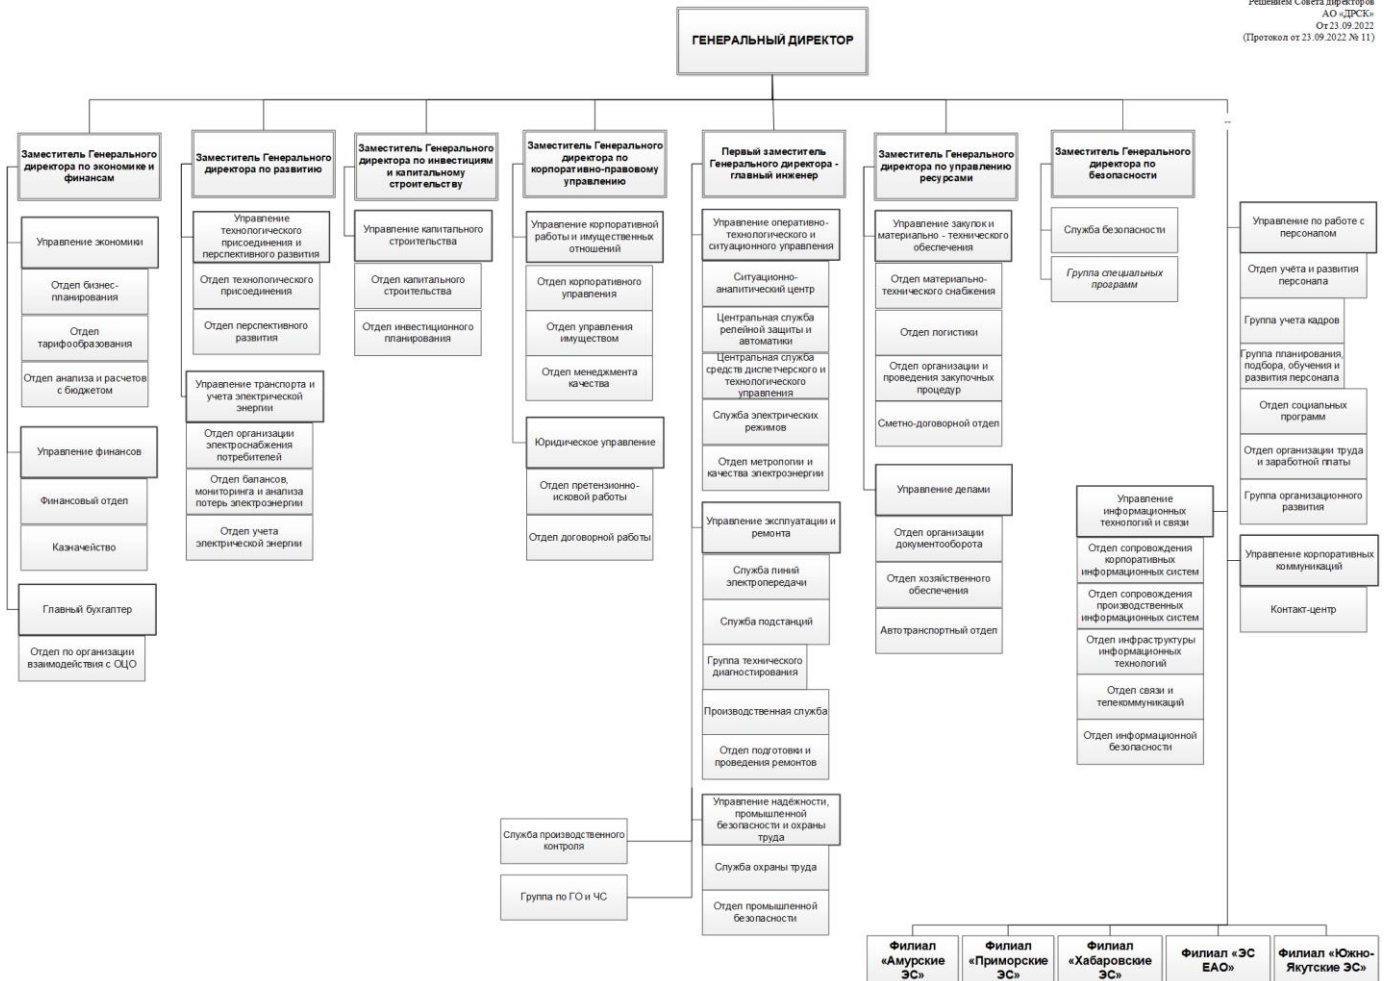 Решением Совета директоров
АО «ДРСК»
От 23.09.2022
(Протокол от 23.09.2022 № 11)
ГЕНЕРАЛЬНЫЙ ДИРЕКТОР
Заместитель Генерального
директора по экономике и
финансам
Управление экономики
Отдел бизнес-
планирования
Отдел
тарифообразования
Отдел анализа и расчетов
с бюджетом
Управление финансов
Финансовый отдел
Казначейство
Главный бухгалтер
Отдел по организации
взаимодействия с ОЦО
Заместитель Генерального
директора по развитию
Управление
технологического
присоединения и
перспективного развития
Отдел технологического
присоединения
Отдел перспективного
развития
Управление транспорта и
учета электрической
энергии
Отдел организации
электроснабжения
потребителей
Отдел балансов,
мониторинга и анализа
потерь электроэнергии
Отдел учета
электрической энергии
Заместитель Генерального
директора по инвестициям
и капитальному
строительству
Управление капитального
строительства
Отдел капитального
строительства
Отдел инвестиционного
планирования
Заместитель Генерального
директора по
корпоративно-правовому
управлению
Управление корпоративной
работы и имущественных
отношений
Отдел корпоративного
управления
Отдел управления
имуществом
Отдел менеджмента
качества
Юридическое управление
Отдел претензионно-
исковой работы
Отдел договорной работы
Первый заместитель
Генерального директора -
главный инженер
Управление оперативно-
технологического и
ситуационного управления
Ситуационно-
аналитический центр
Центральная служба
релейной защиты и
автоматики
Центральная служба
средств диспетчерского и
технологического
управления
Служба электрических
режимов
Отдел метрологии и
качества электроэнергии
Управление эксплуатации и
ремонта
Служба линий
электропередачи
Служба подстанций
Группа технического
диагностирования
Производственная служба
Отдел подготовки и
проведения ремонтов
Управление надёжности,
промышленной
безопасности и охраны
труда
Служба охраны труда
Отдел промышленной
безопасности
Служба производственного
контроля
Группа по ГО и ЧС
Заместитель Генерального
директора по управлению
ресурсами
Управление закупок и
материально - технического
обеспечения
Отдел материально-
технического снабжения
Отдел логистики
Отдел организации и
проведения закупочных
процедур
Сметно-договорной отдел
Управление делами
Отдел организации
документооборота
Отдел хозяйственного
обеспечения
Автотранспортный отдел
Заместитель Генерального
директора по
безопасности
Служба безопасности
Группа специальных
программ
Управление
информационных
технологий и связи
Отдел сопровождения
корпоративных
информационных систем
Отдел сопровождения
производственных
информационных систем
Отдел инфраструктуры
информационных
технологий
Отдел связи и
телекоммуникаций
Отдел информационной
безопасности
Управление по работе с
персоналом
Отдел учёта и развития
персонала
Группа учета кадров
Группа планирования,
подбора, обучения и
развития персонала
Отдел социальных
программ
Отдел организации труда
и заработной платы
Группа организационного
развития
Управление корпоративных
коммуникаций
Контакт-центр
Филиал
«Амурские
ЭС»
Филиал
«Приморские
ЭС»
Филиал
«Хабаровские
ЭС»
Филиал «ЭС
ЕАО»
Филиал «Южно-
Якутские ЭС»